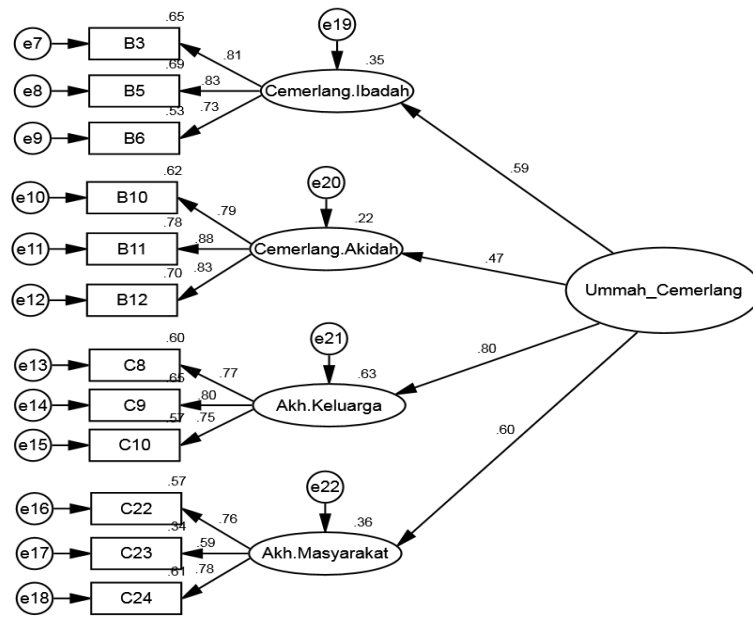 .65
e19
e7
B3
.81
.35
.69
e8
B5
.83
Cemerlang.Ibadah
.53
.73
e9
B6
.59
.62
e10
B10
e20
.79
.22
.78
e11
B11
.88
Cemerlang.Akidah
.47
.70
.83
e12
B12
Ummah_Cemerlang
.60
e21
e13
C8
.80
.77
.63
.65
e14
C9
.80
Akh.Keluarga
.57
.75
e15
C10
.60
.57
e22
e16
C22
.76
.36
.34
e17
C23
.59
Akh.Masyarakat
.61
.78
e18
C24